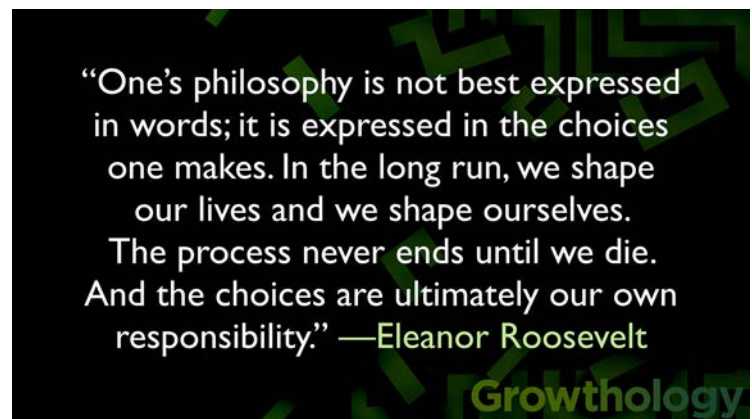 “One’s philosophy is not best expressed
in words; it is expressed in the choices
one makes. In the long run, we shape
our lives and we shape ourselves.
The process never ends until we die.
And the choices are ultimately our own
responsibility.” —Eleanor Roosevelt
Growthology